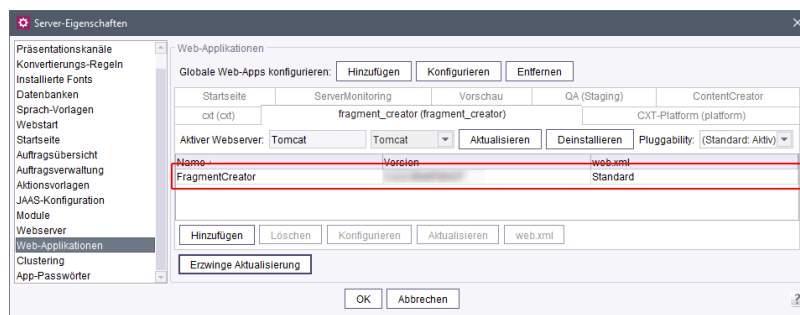 Server-Eigenschaften
Präsentationskanäle
Konvertierungs-Regeln
Installierte Fonts
Datenbanken
Sprach-Vorlagen
Webstart
Startseite
Auftragsübersicht
Auftragsverwaltung
Aktionsvorlagen
JAAS-Konfiguration
Module
Webserver
Web-Applikationen
Clustering
App-Passwörter
Web-Applikationen
Globale Web-Apps konfigurieren: Hinzufügen Konfigurieren Entfernen
Startseite ServerMonitoring Vorschau QA (Staging) ContentCreator
cxt (cxt) fragment_creator (fragment_creator) CXT-Platform (platform)
Aktiver Webserver: Tomcat Tomcat Aktualisieren Deinstallieren Pluggability: (Standard: Aktiv)
Name Version web.xml
FragmentCreator Standard
Hinzufügen Löschen Konfigurieren Aktualisieren web.xml
Erzwinge Aktualisierung
OK Abbrechen
?